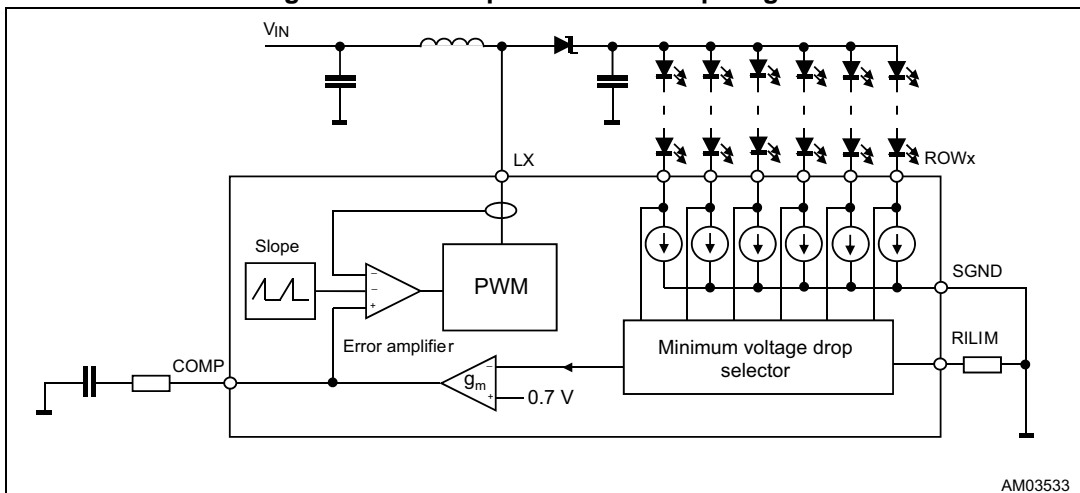 VIN
LX
ROWx
Slope
PWM
SGND
Error amplifier
Minimum voltage drop
selector
RILIM
COMP
gm
0.7 V
AM03533